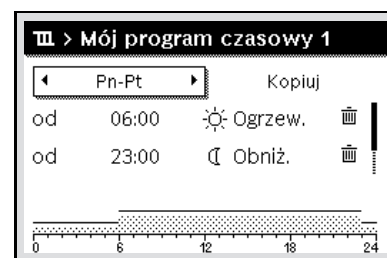 > Mój program czasowy 1
Pn-Pt Kopiuj
od 06:00 Ogrzew.
od 23:00 Obniż.
0 6 12 18 24